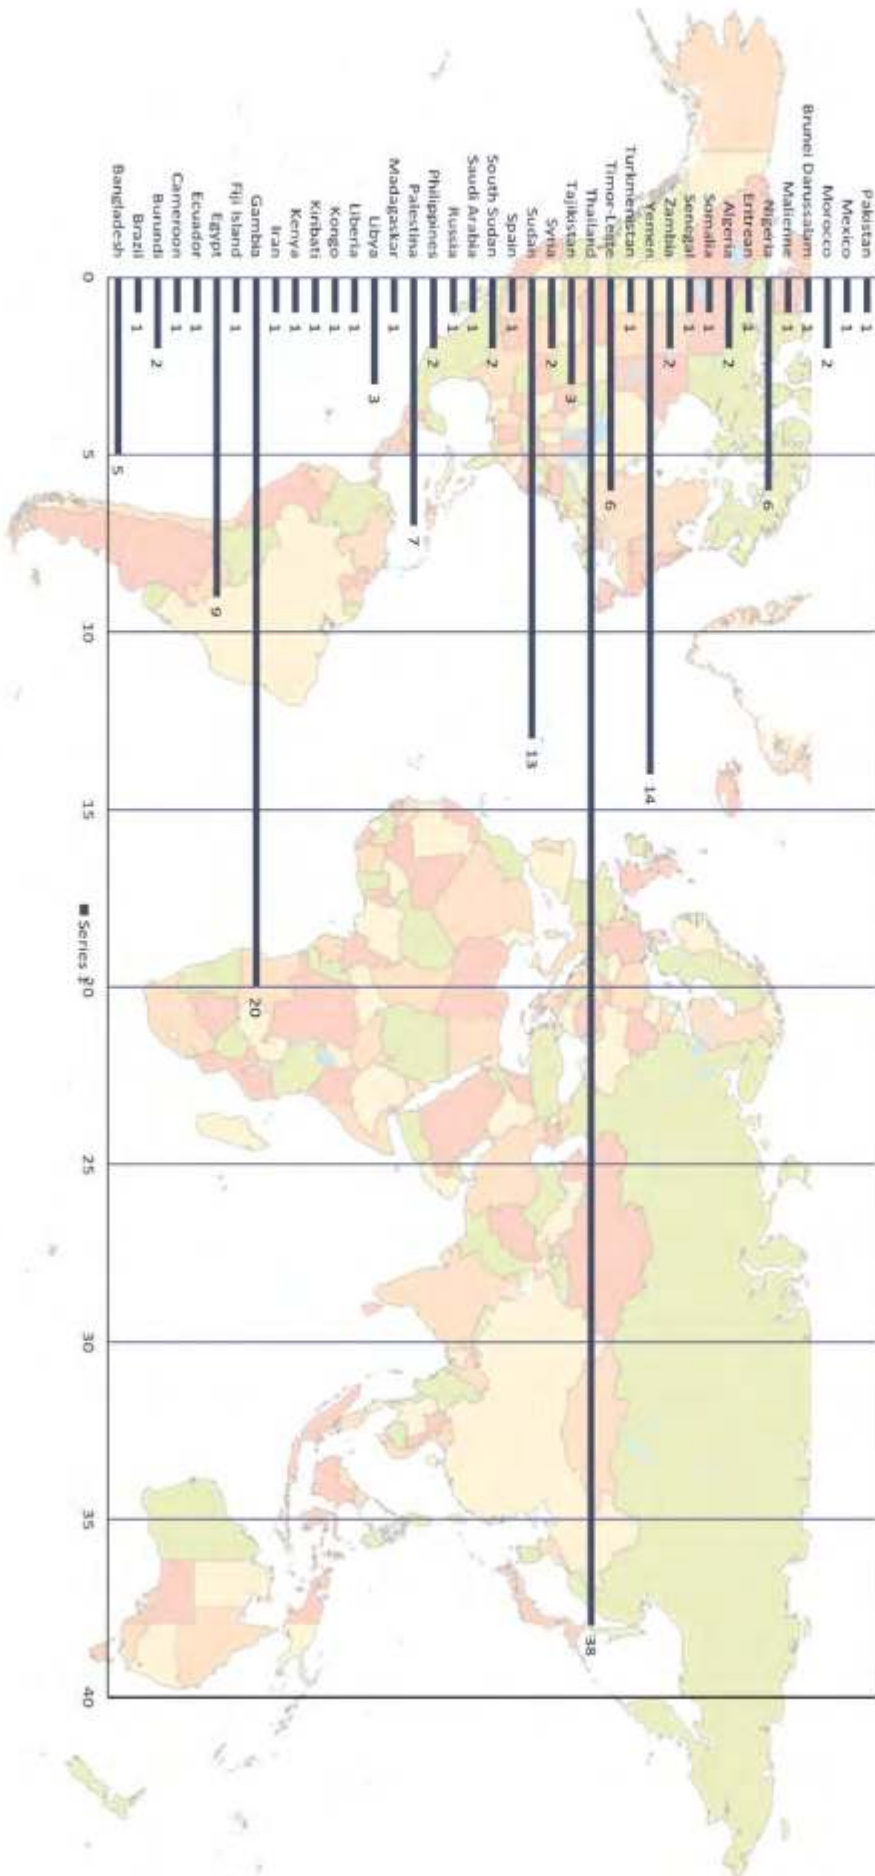 Pakistan 1
Mexico 1
Morocco 2
Brunei Darussalam 1
Malienne 1
Nigeria 6
Eritrean 1
Algeria 2
Somalia 1
Senegal 1
Zambia 2
Yemen 14
Turkmenistan 1
Timor-Leste 6
Thailand 38
Tajikistan 3
Syria 2
Sudan 13
Spain 1
South Sudan 2
Saudi Arabia 1
Russia 1
Philippines 2
Palestina 7
Madagaskar 1
Libya 3
Liberia 1
Kongo 1
Kiribati 1
Kenya 1
Iran 1
Gambia 20
Fiji Island 1
Egypt 9
Ecuador 1
Cameroon 1
Burundi 2
Brazil 1
Bangladesh 5
0 5 10 15 20 25 30 35 40
Series